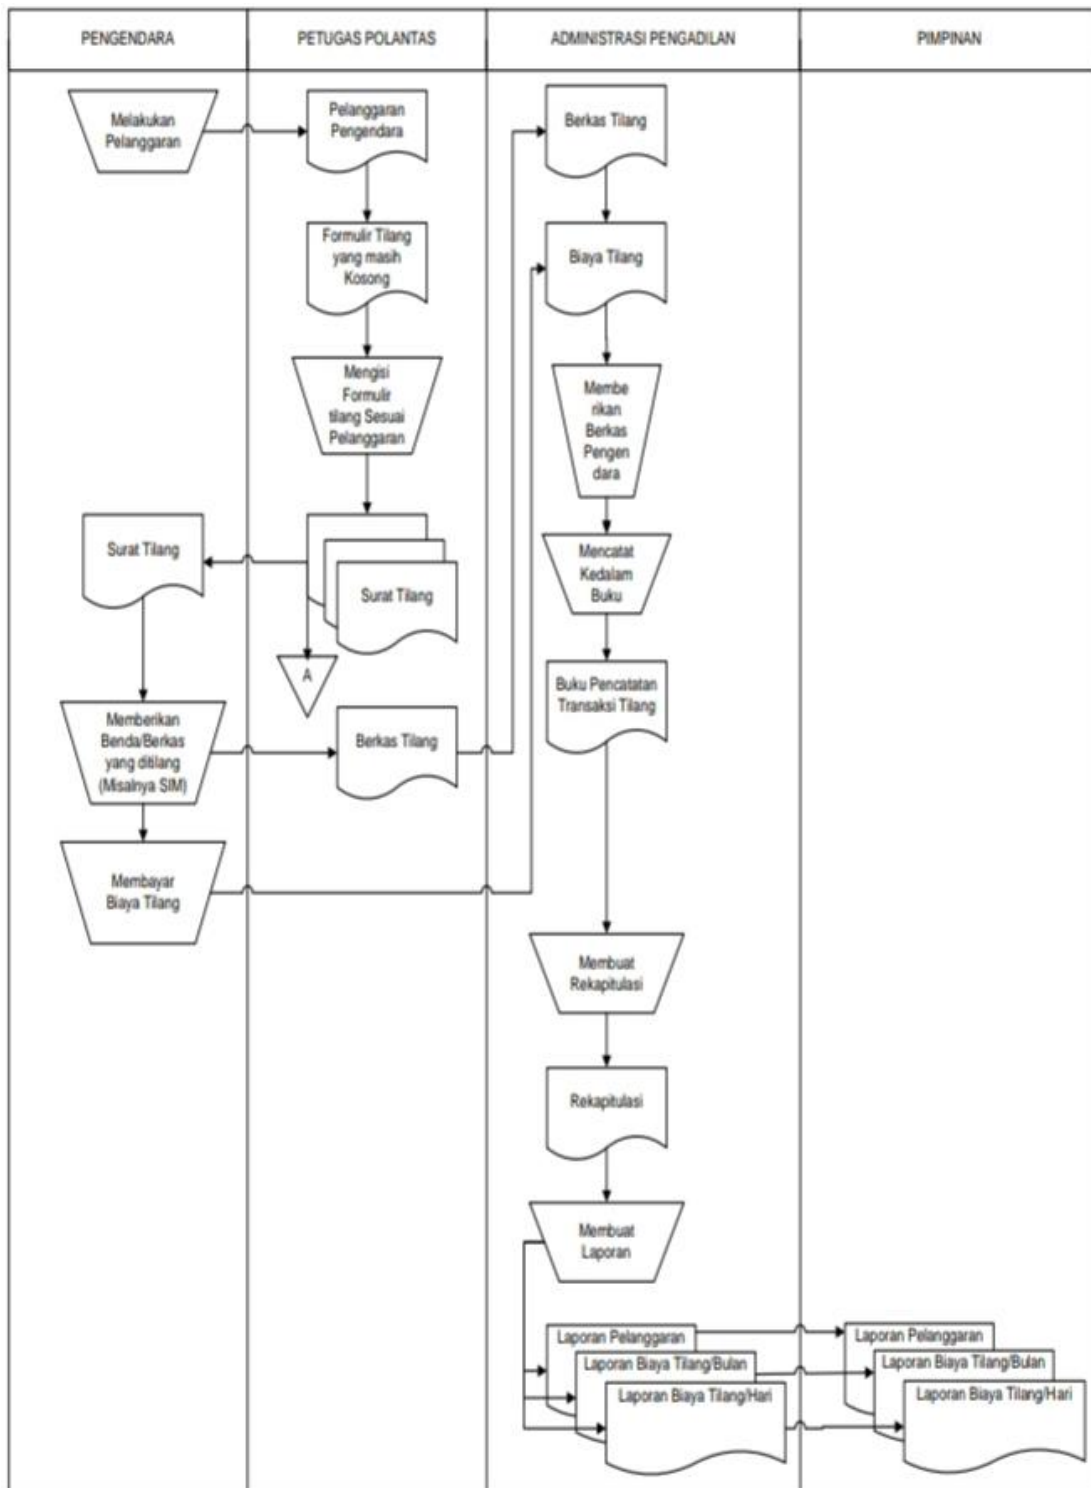 PENGENDARA
PETUGAS POLANTAS
ADMINISTRASI PENGADILAN
PIMPINAN
Melakukan
Pelanggaran
Pelanggaran
Pengendara
Berkas Tilang
Formulir Tilang
yang masih
Kosong
Biaya Tilang
Mengisi
Formulir
tilang Sesuai
Pelanggaran
Membe
rikan
Berkas
Pengen
dara
Surat Tilang
Surat Tilang
Mencatat
Kedalam
Buku
A
Buku Pencatatan
Transaksi Tilang
Memberikan
Benda/Berkas
yang ditilang
(Misalnya SIM)
Berkas Tilang
Membayar
Biaya Tilang
Membuat
Rekapitulasi
Rekapitulasi
Membuat
Laporan
Laporan Pelanggaran
Laporan Biaya Tilang/Bulan
Laporan Biaya Tilang/Hari
Laporan Pelanggaran
Laporan Biaya Tilang/Bulan
Laporan Biaya Tilang/Hari